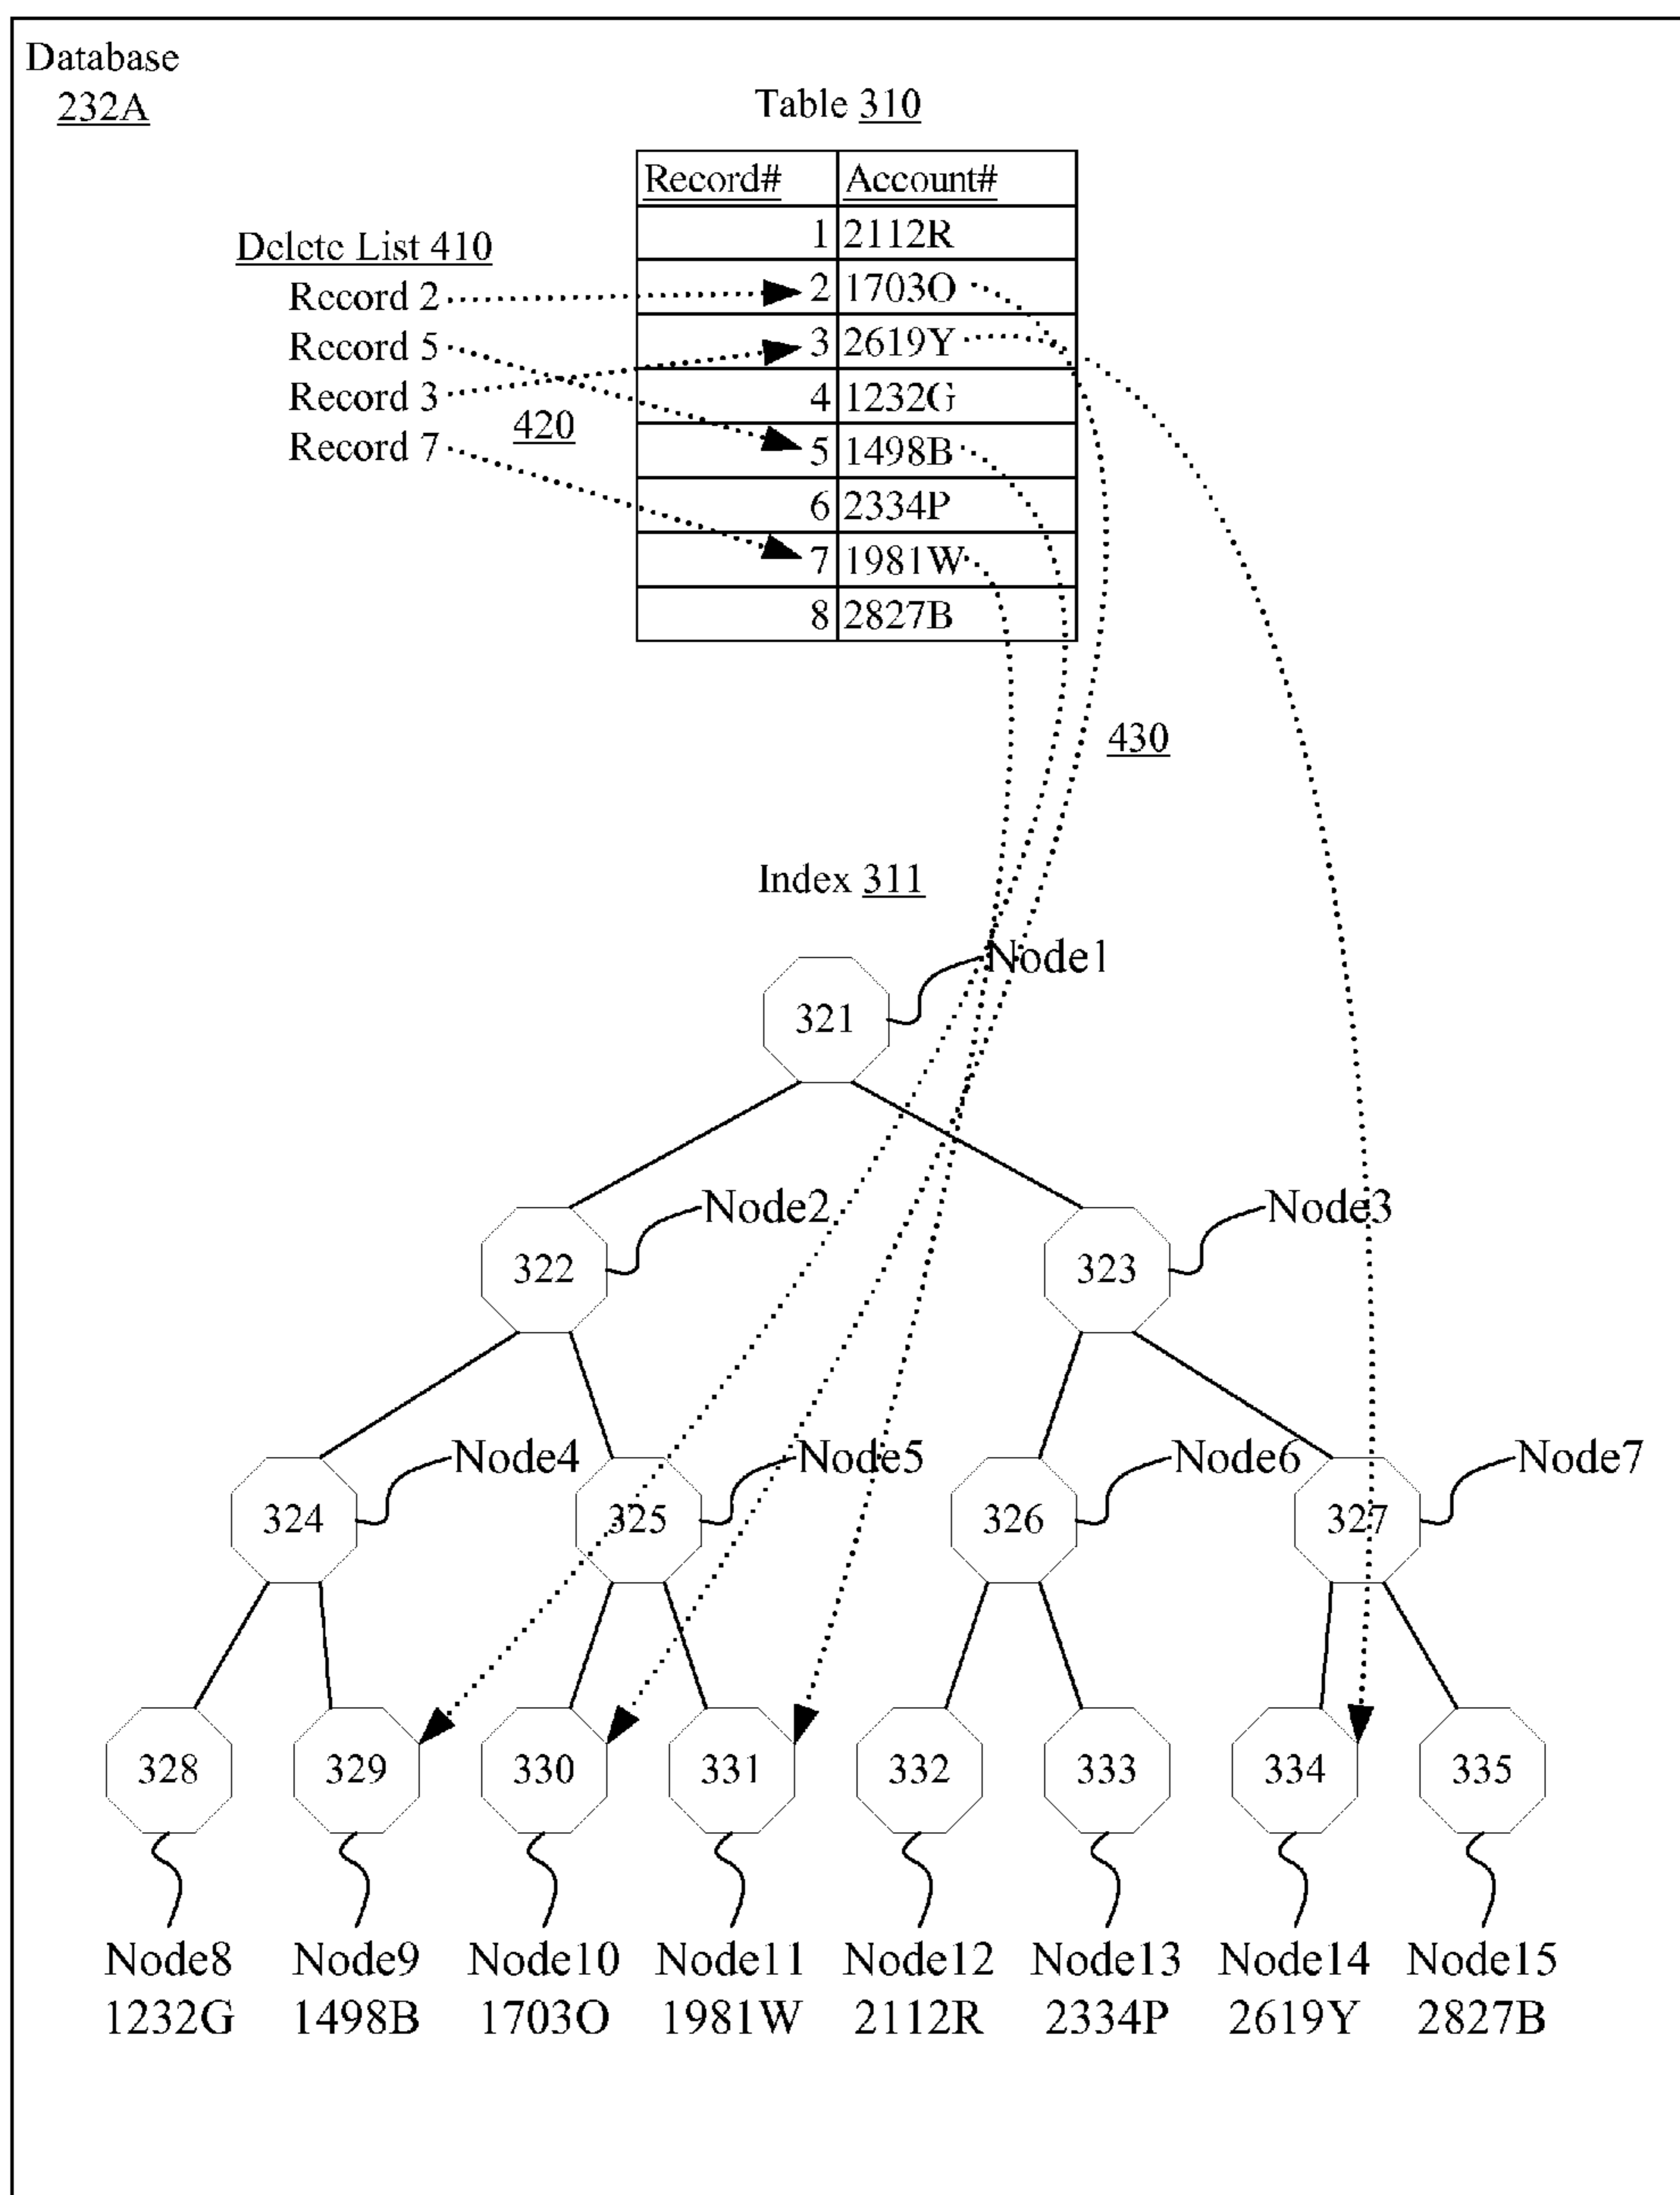 Database
232A
Table 310
Record# Account#
1 2112R
2 1703O
3 2619Y
4 1232G
5 1498B
6 2334P
7 1981W
8 2827B
Delete List 410
Record 2
Record 5
Record 3
Record 7
420
430
Index 311
Node1
321
Node2
Node3
322
323
Node4
Node5
Node6
Node7
324
325
326
327
328
329
330
331
332
333
334
335
Node8 Node9 Node10 Node11 Node12 Node13 Node14 Node15
1232G 1498B 1703O 1981W 2112R 2334P 2619Y 2827B